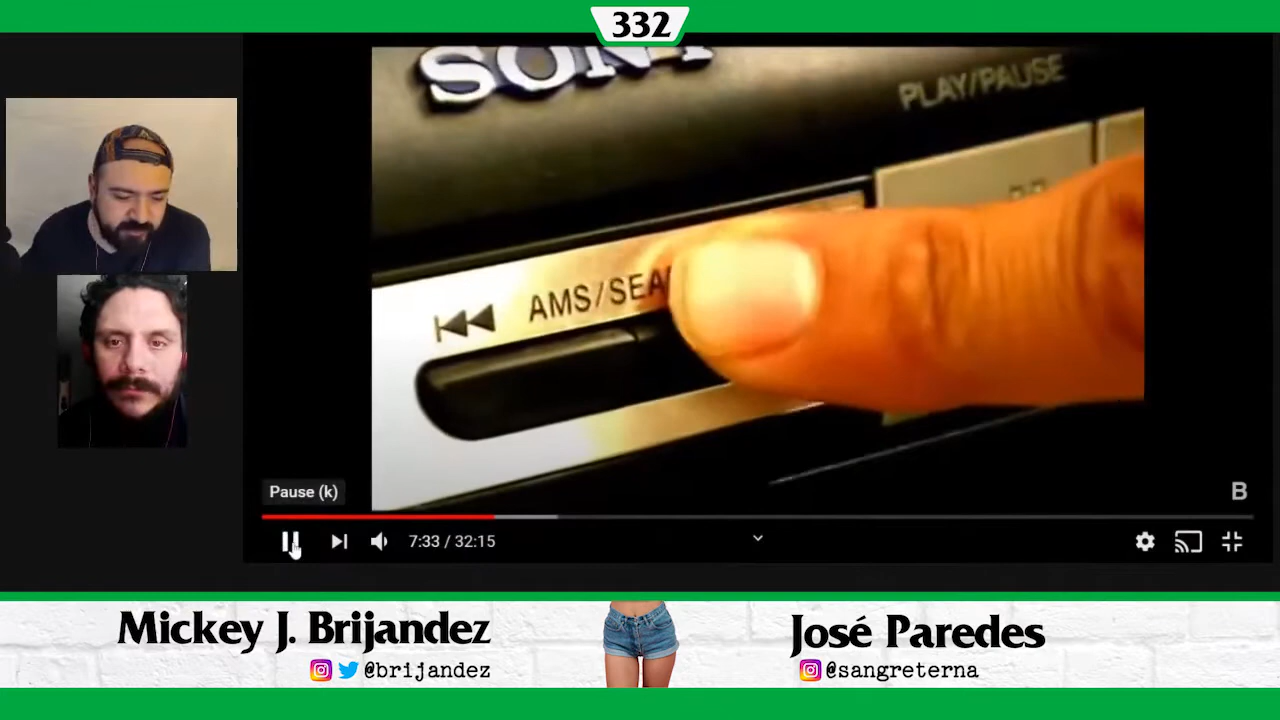 332
SONY
PLAY/PAUSE
AMS/SEA
Pause (k)
B
7:33 / 32:15
Mickey J. Brijandez
@brijandez
José Paredes
@sangreterna